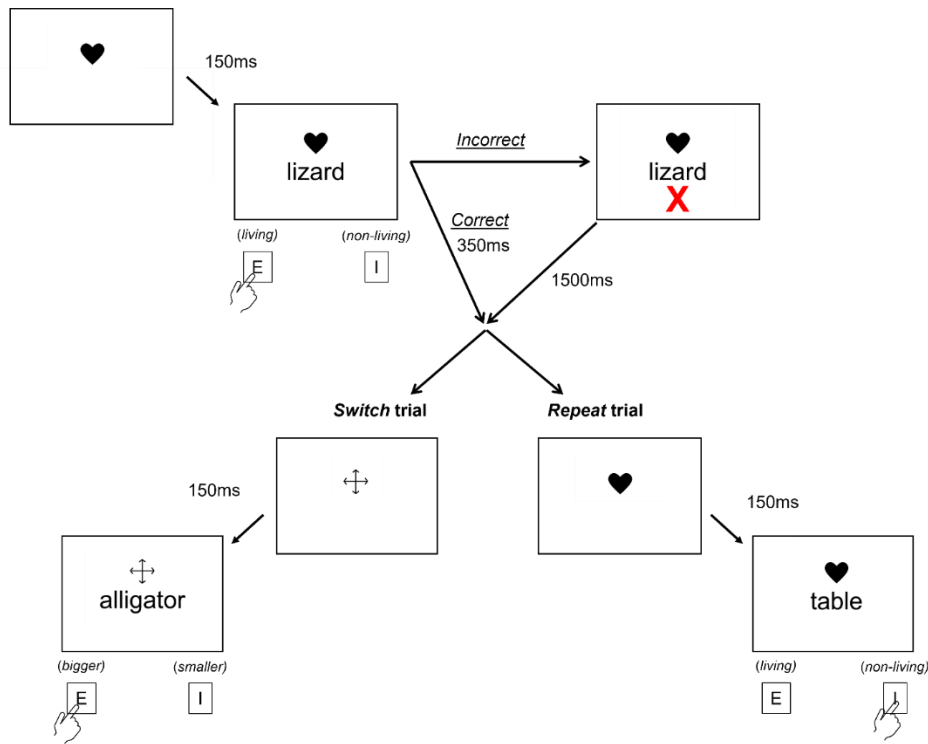 150ms
lizard
(living)
(non-living)
E
I
Incorrect
Correct
350ms
lizard
X
1500ms
Switch trial
Repeat trial
150ms
alligator
(bigger)
(smaller)
E
I
150ms
table
(living)
(non-living)
E
I